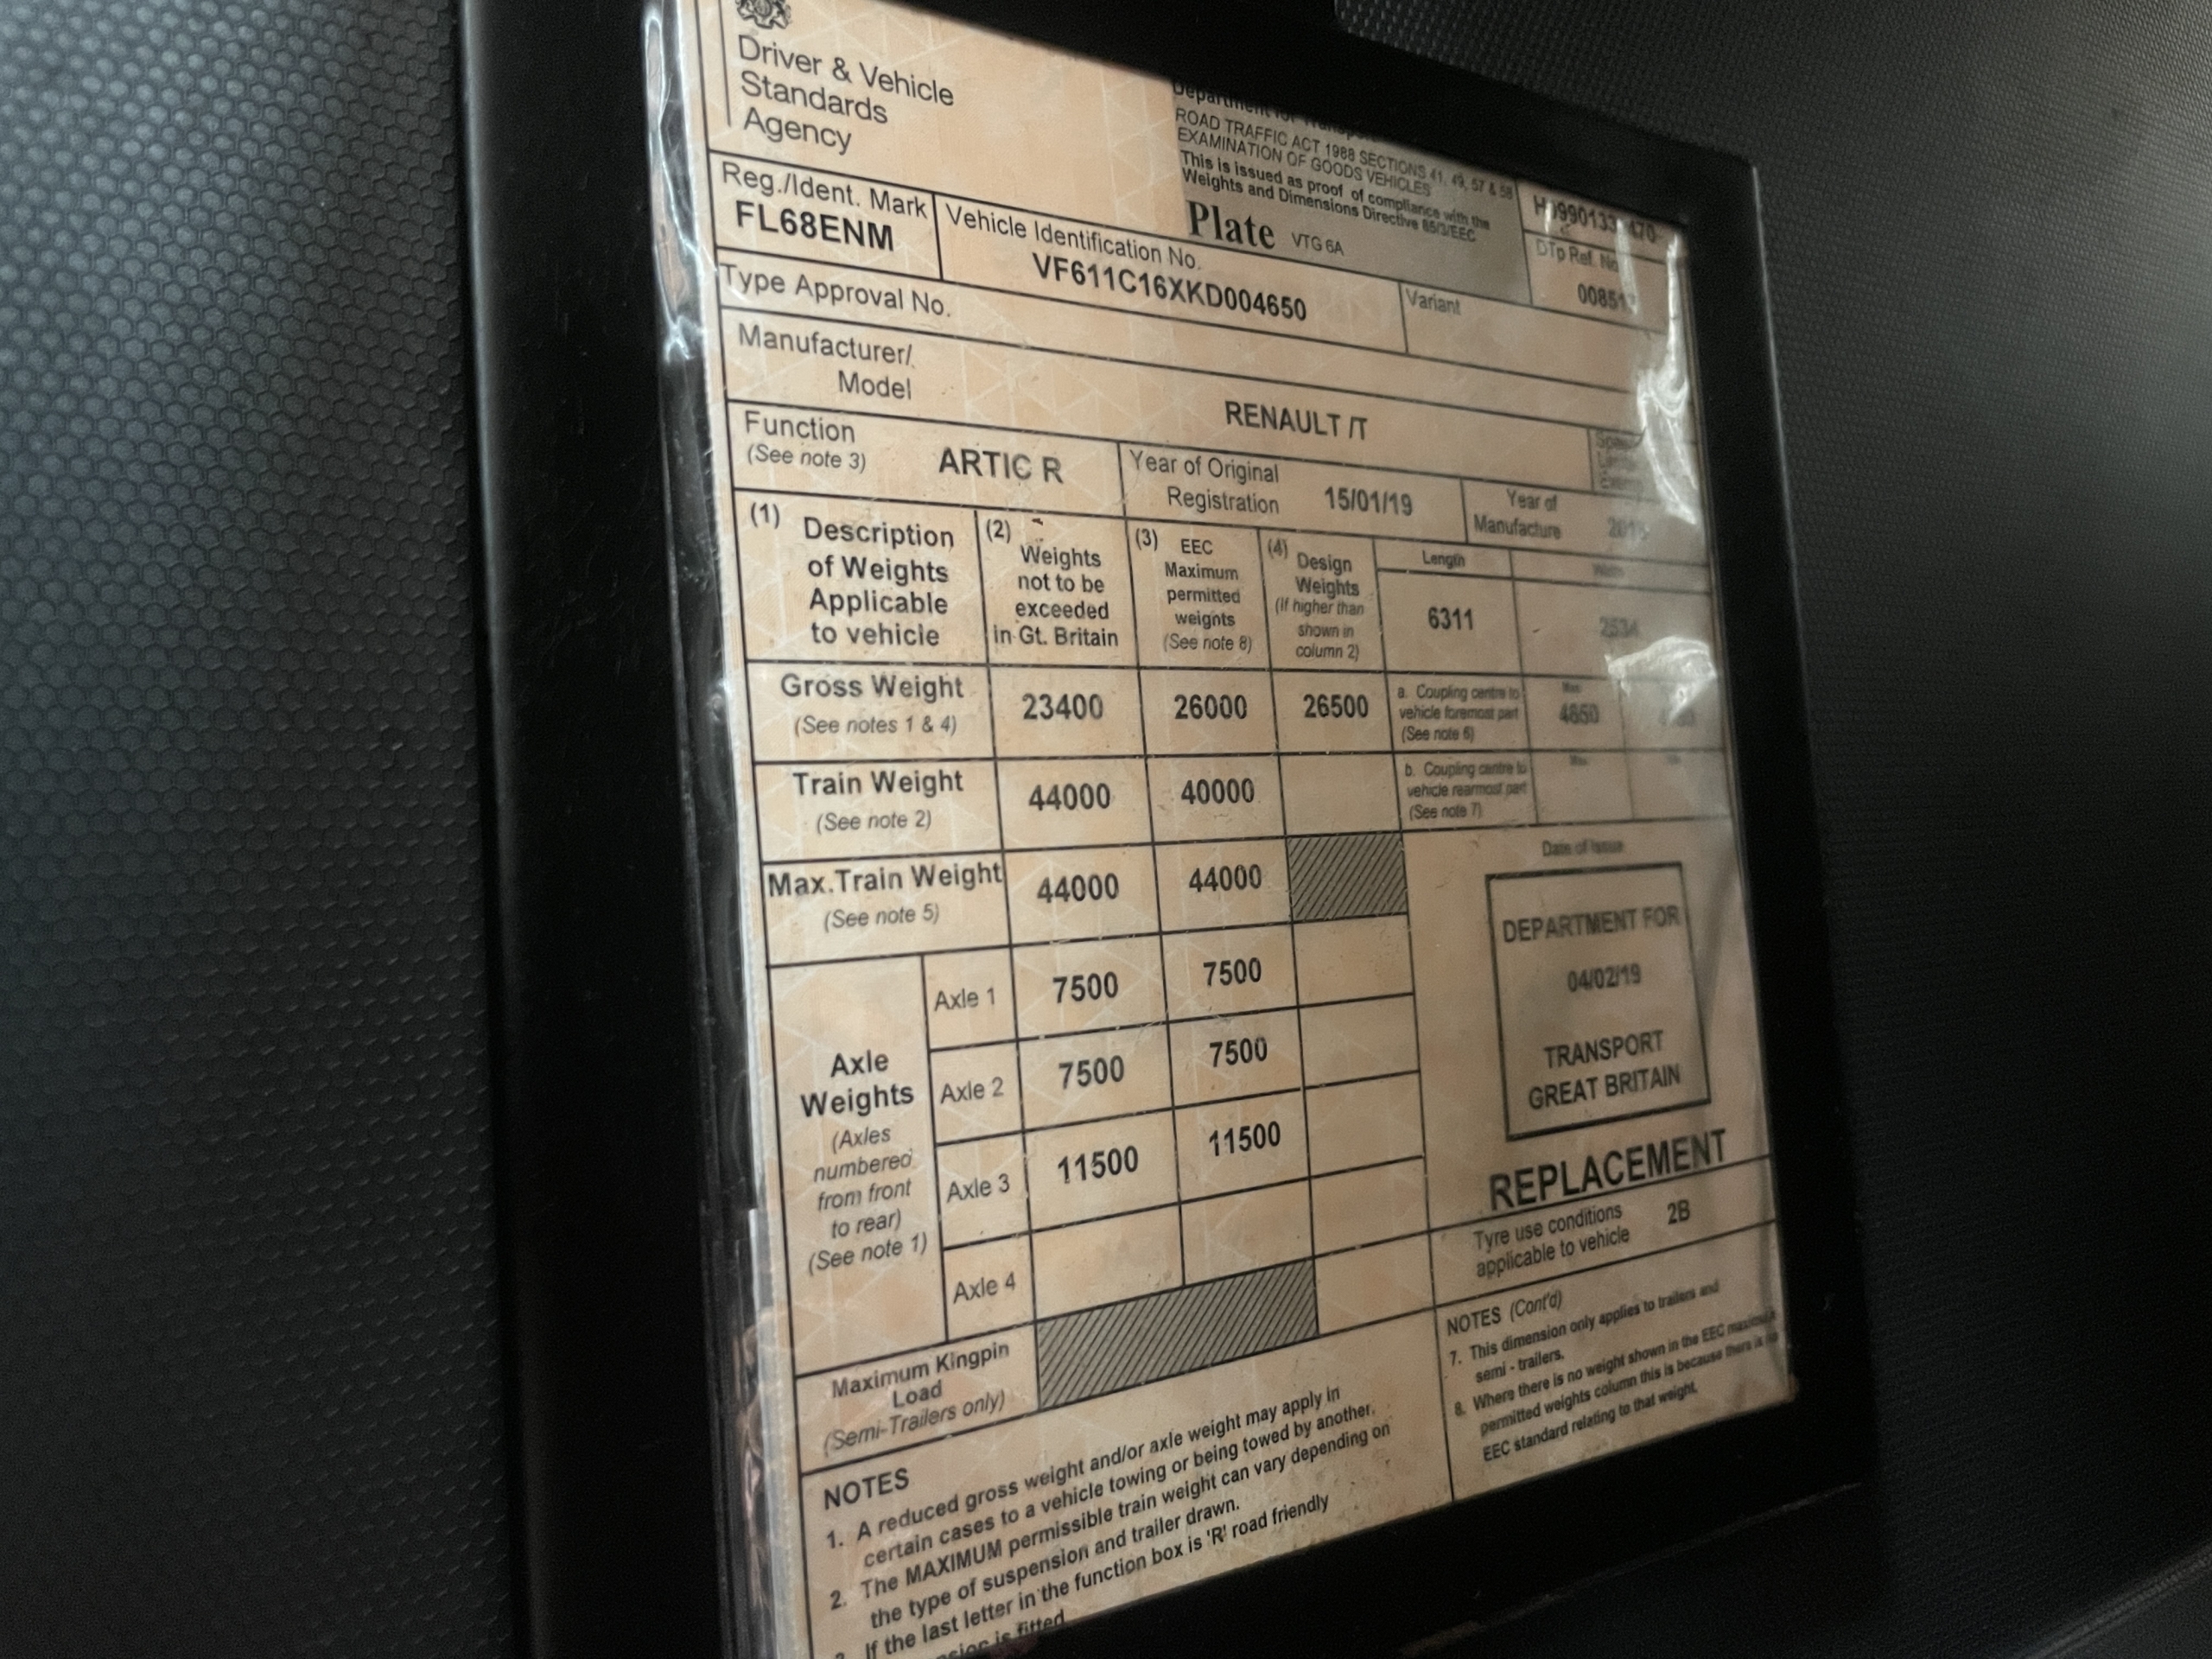 Driver & Vehicle
Standards
Agency
Department for
ROAD TRAFFIC ACT 1988 SECTIONS 41, 49, 57 & 58
EXAMINATION OF GOODS VEHICLES
This is issued as proof of compliance with the
Weights and Dimensions Directive 85/3/EEC
Plate VTG 6A
DTp Ref. No
Reg./Ident. Mark
FL68ENM
Vehicle Identification No.
VF611C16XKD004650
Type Approval No.
Variant
Manufacturer/
Model
RENAULT /T
Function
(See note 3)
ARTIC R
Year of Original
Registration 15/01/19
Year of
Manufacture
(1) Description
of Weights
Applicable
to vehicle
(2) Weights
not to be
exceeded
in Gt. Britain
(3) EEC
Maximum
permitted
weights
(See note 8)
(4) Design
Weights
(If higher than
shown in
column 2)
Length
6311
Gross Weight
(See notes 1 & 4)
23400 26000 26500
a. Coupling centre to
vehicle foremost part
(See note 6)
Max
4650
Train Weight
(See note 2)
44000 40000
b. Coupling centre to
vehicle rearmost part
(See note 7)
Max.Train Weight
(See note 5)
44000 44000
Date of Issue
DEPARTMENT FOR
04/02/19
TRANSPORT
GREAT BRITAIN
REPLACEMENT
Axle
Weights
(Axles
numbered
from front
to rear)
(See note 1)
Axle 1 7500 7500
Axle 2 7500 7500
Axle 3 11500 11500
Axle 4
Tyre use conditions
applicable to vehicle 2B
Maximum Kingpin
Load
(Semi-Trailers only)
NOTES
1. A reduced gross weight and/or axle weight may apply in
certain cases to a vehicle towing or being towed by another.
2. The MAXIMUM permissible train weight can vary depending on
the type of suspension and trailer drawn.
If the last letter in the function box is 'R' road friendly
is fitted
NOTES (Cont'd)
7. This dimension only applies to trailers and
semi - trailers.
8. Where there is no weight shown in the EEC maximum
permitted weights column this is because there is no
EEC standard relating to that weight.